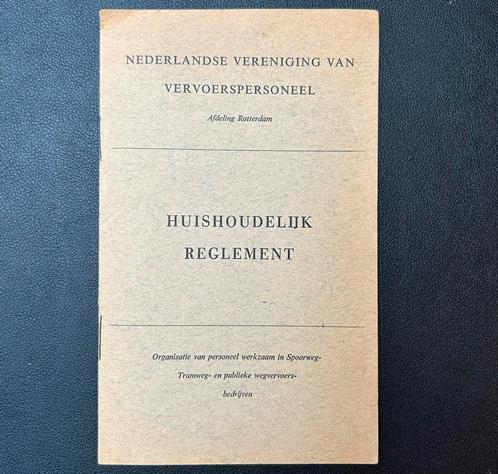 NEDERLANDSE VERENIGING VAN
VERVOERSPERSONEEL
Afdeling Rotterdam
HUISHOUDELIJK
REGLEMENT
Organisatie van personeel werkzaam in Spoorweg-
Tramweg- en publieke wegvervoers-
bedrijven